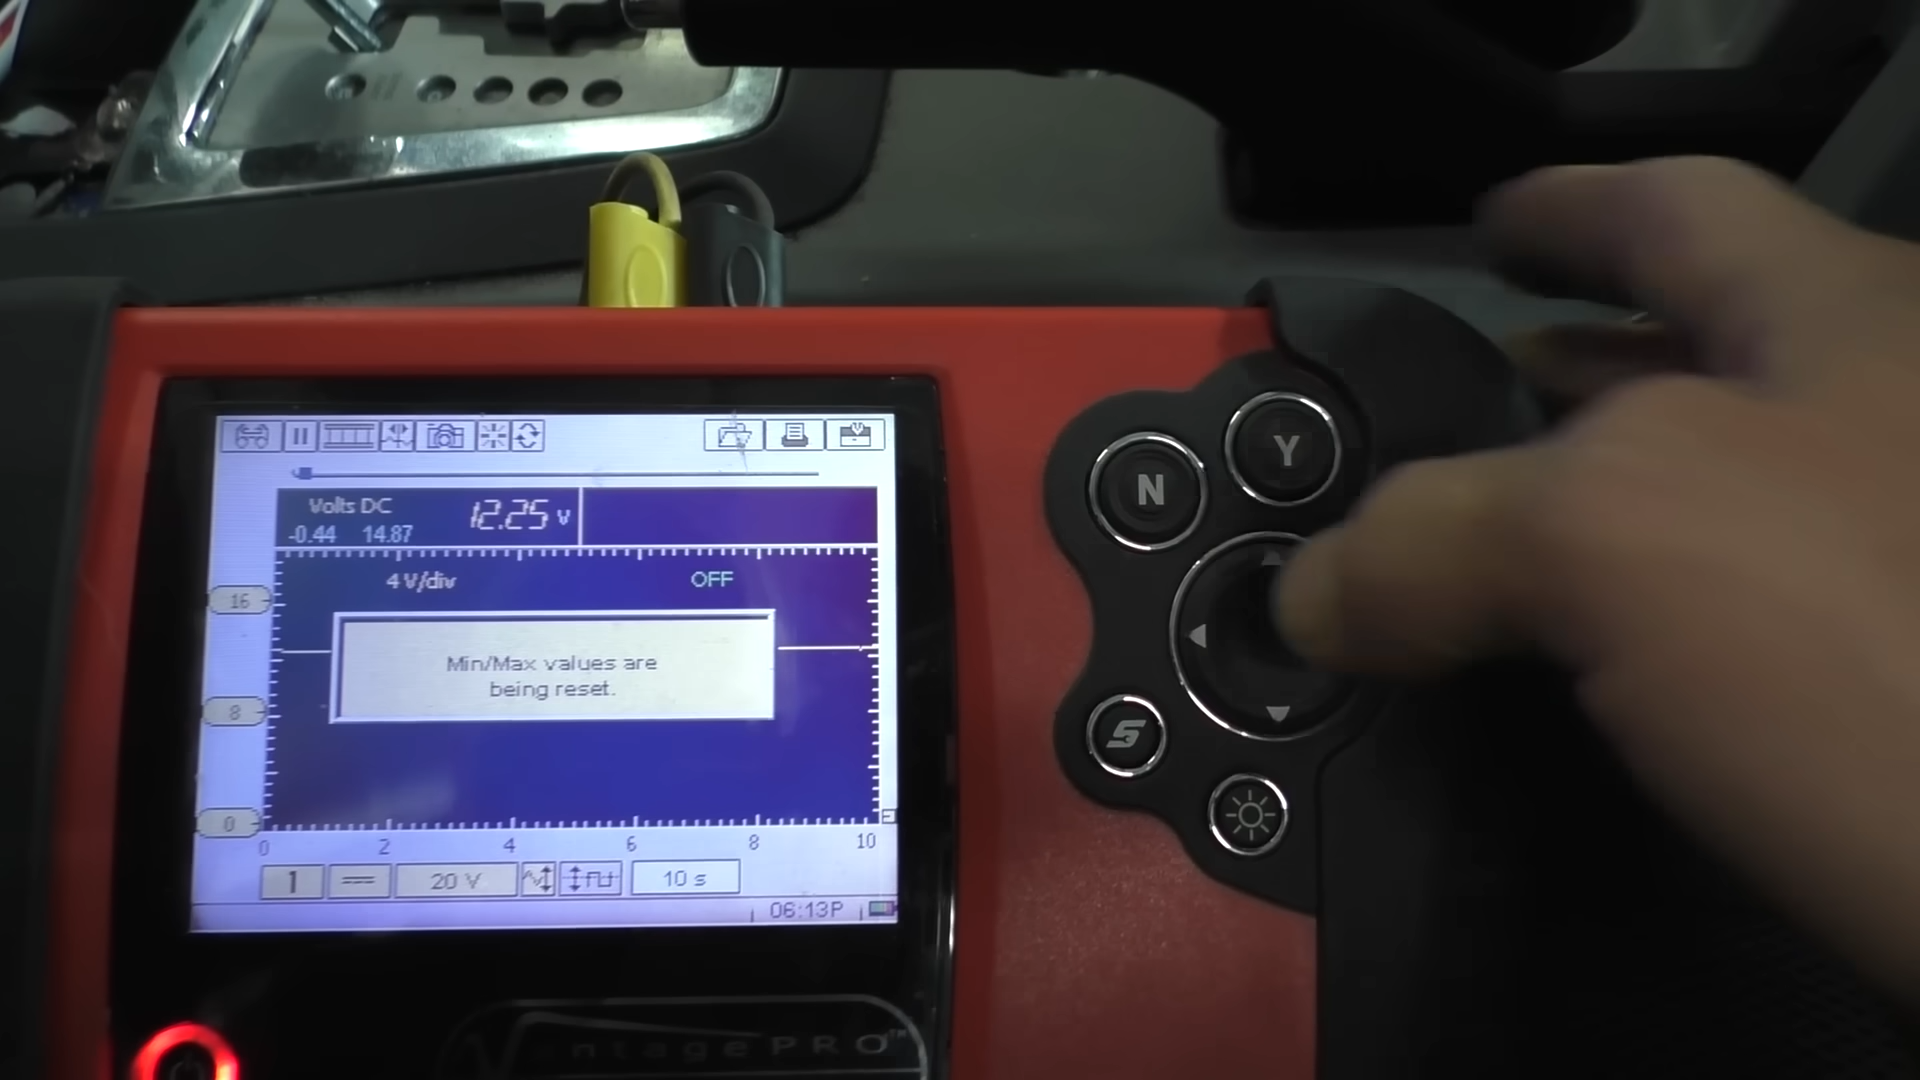 Volts DC
12.25 V
-0.44 14.87
4 V/div
OFF
16
Min/Max values are
being reset.
8
0
0 2 4 6 8 10
1
20 V
10 s
06:13P
N
Y
S
VantagePRO™